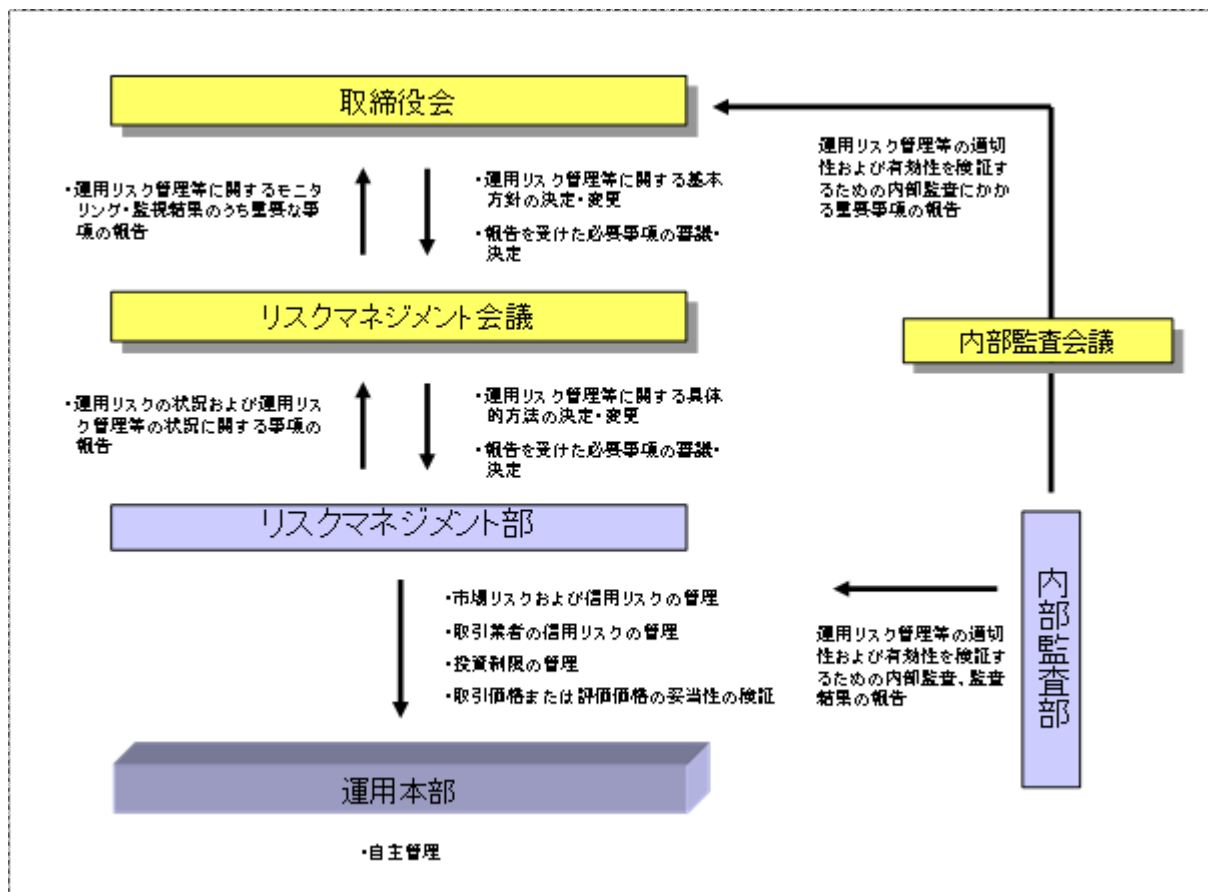 取締役会
・運用リスク管理等に関するモニ
タリング・監視結果のうち重要な事
項の報告
・運用リスク管理等に関する基本
方針の決定・変更
・報告を受けた必要事項の審議・
決定
運用リスク管理等の適切
性および有効性を検証す
るための内部監査にかか
る重要事項の報告
リスクマネジメント会議
内部監査会議
・運用リスクの状況および運用リス
ク管理等の状況に関する事項の
報告
・運用リスク管理等に関する具体
的方法の決定・変更
・報告を受けた必要事項の審議・
決定
リスクマネジメント部
内部監査部
・市場リスクおよび信用リスクの管理
・取引業者の信用リスクの管理
・投資制限の管理
・取引価格または評価価格の妥当性の検証
運用リスク管理等の適切
性および有効性を検証す
るための内部監査、監査
結果の報告
運用本部
・自主管理